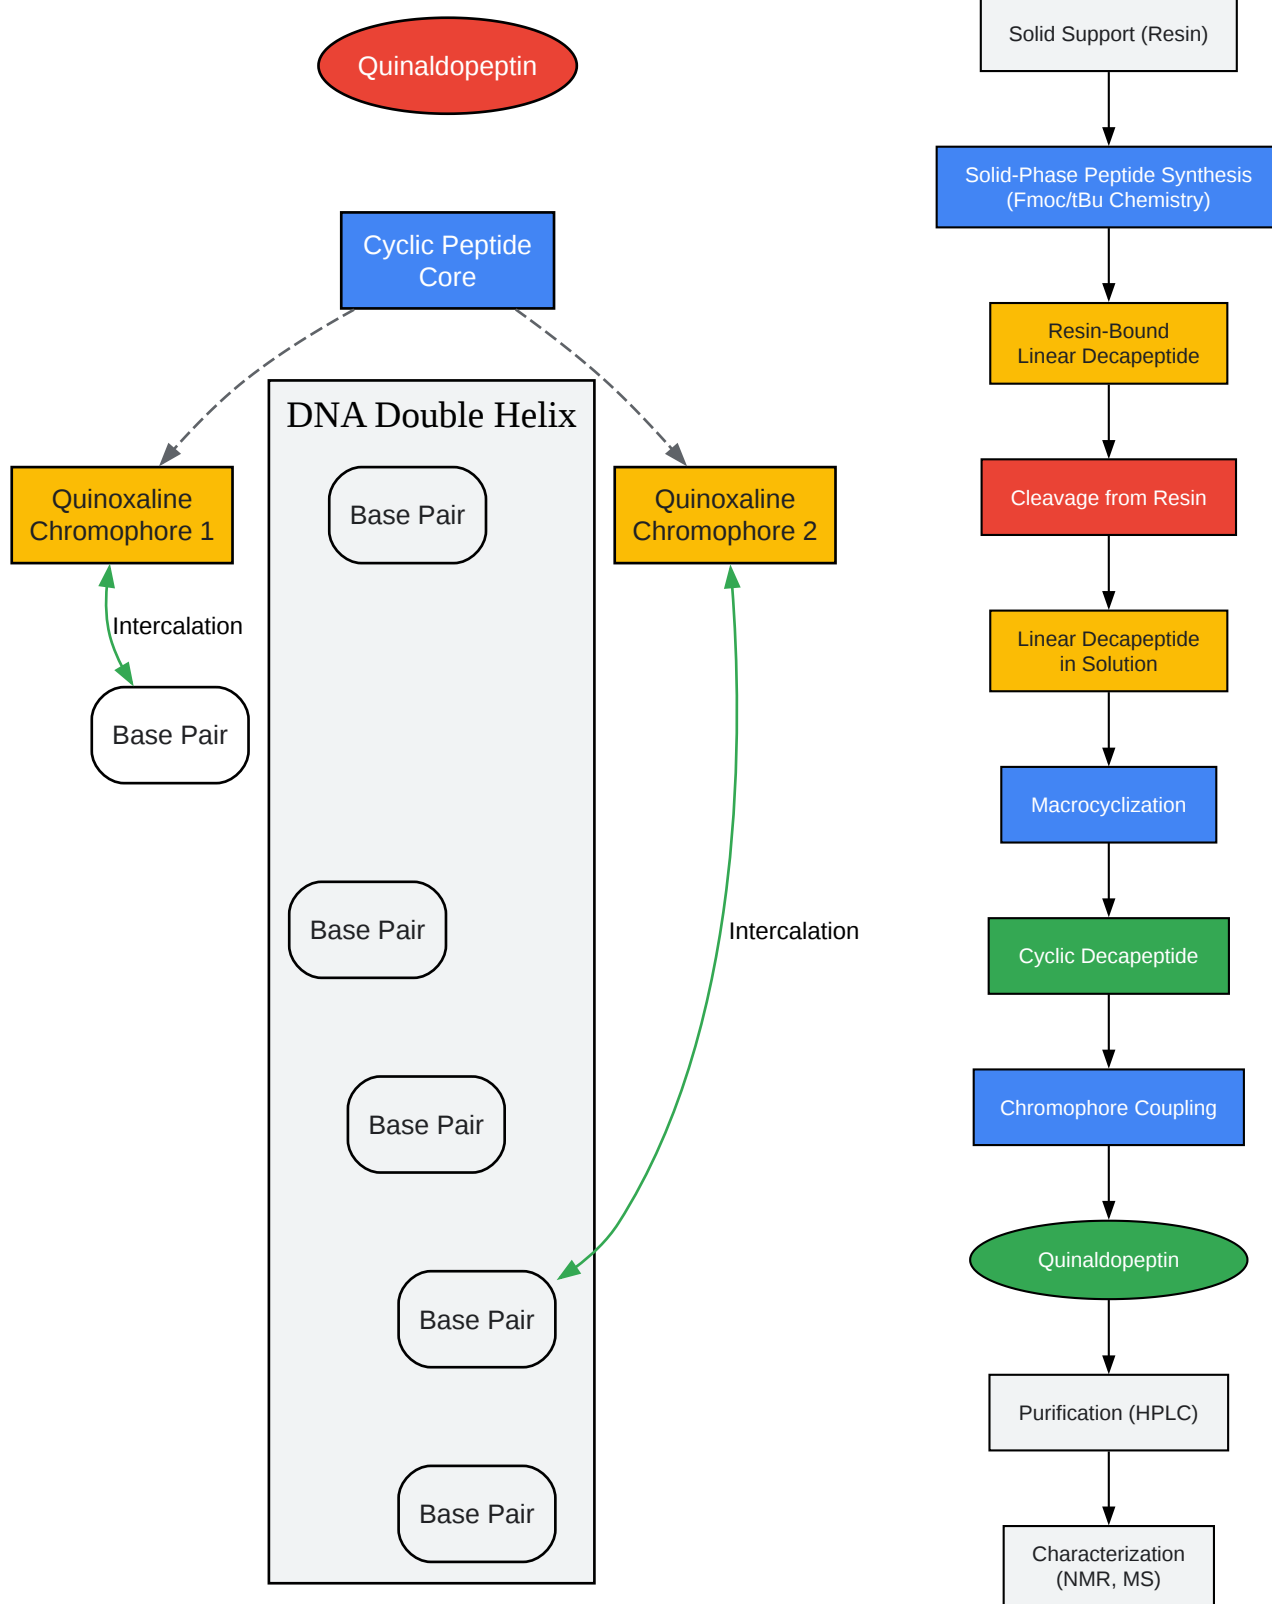 Quinaldopeptin
Cyclic Peptide
Core
DNA Double Helix
Quinoxaline
Chromophore 1
Base Pair
Quinoxaline
Chromophore 2
Intercalation
Base Pair
Base Pair
Intercalation
Base Pair
Base Pair
Base Pair
Solid Support (Resin)
Solid-Phase Peptide Synthesis
(Fmoc/tBu Chemistry)
Resin-Bound
Linear Decapeptide
Cleavage from Resin
Linear Decapeptide
in Solution
Macrocyclization
Cyclic Decapeptide
Chromophore Coupling
Quinaldopeptin
Purification (HPLC)
Characterization
(NMR, MS)